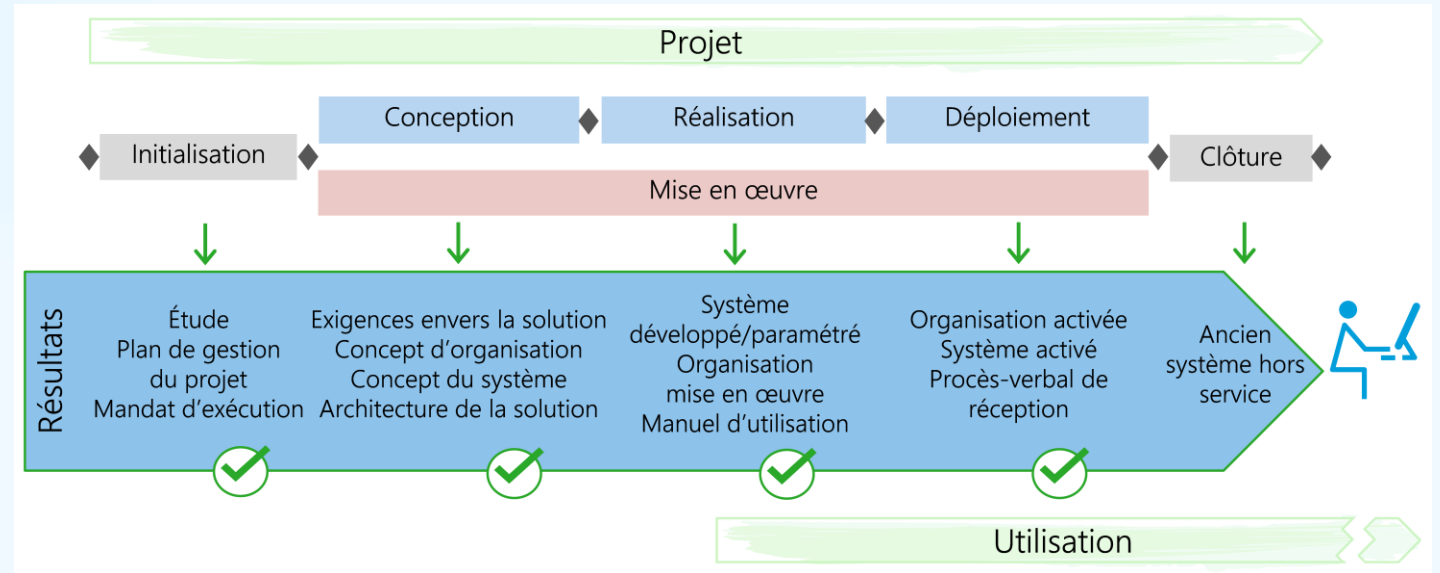 Projet
Conception
Réalisation
Déploiement
Initialisation
Clôture
Mise en œuvre
Résultats
Étude
Plan de gestion
du projet
Mandat d’exécution
Exigences envers la solution
Concept d’organisation
Concept du système
Architecture de la solution
Système
développé/paramétré
Organisation
mise en œuvre
Manuel d’utilisation
Organisation activée
Système activé
Procès-verbal de
réception
Ancien
système hors
service
Utilisation